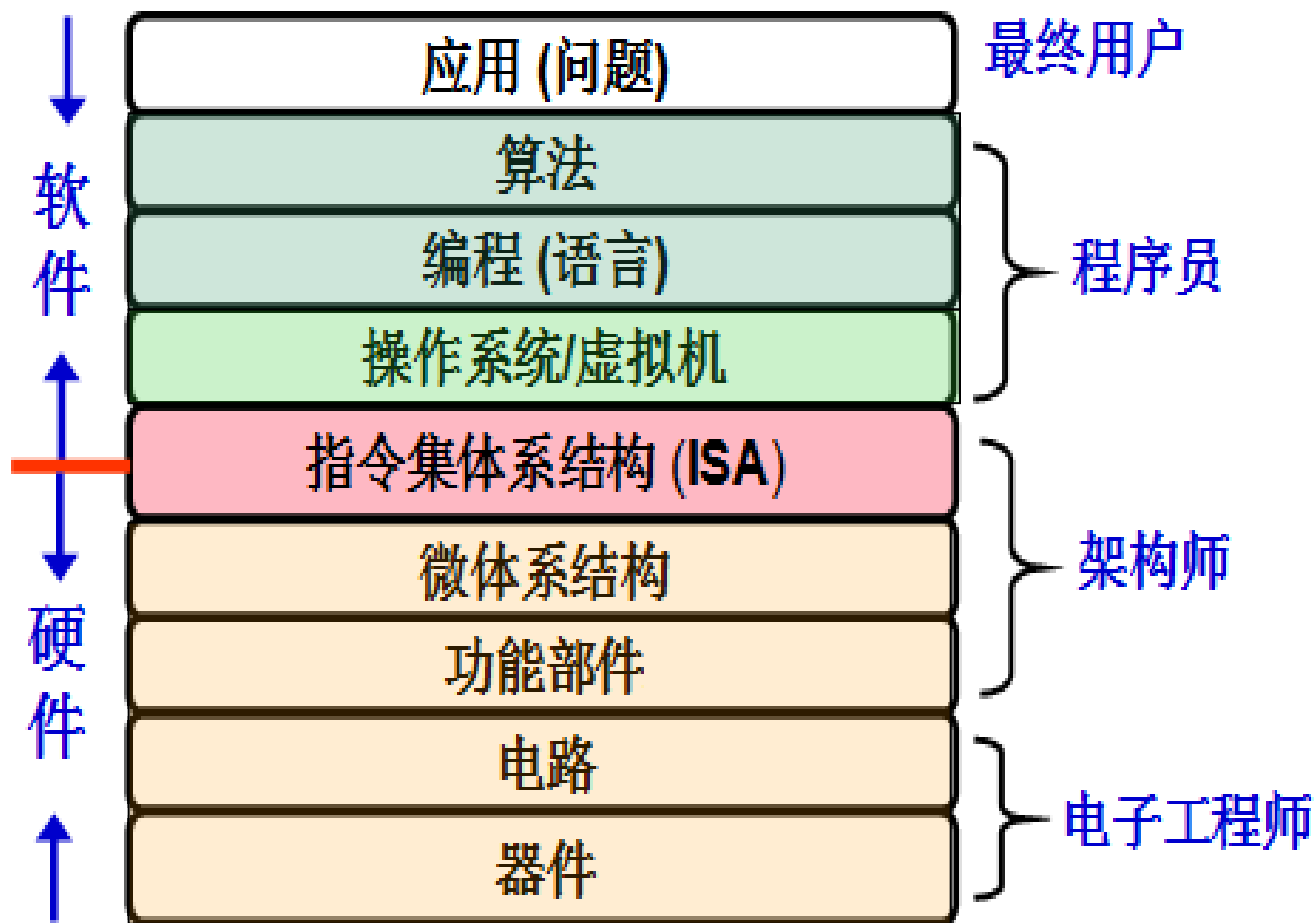 应用 (问题)
最终用户
软件
算法
编程 (语言)
操作系统/虚拟机
程序员
指令集体系结构 (ISA)
微体系结构
功能部件
架构师
硬件
电路
器件
电子工程师